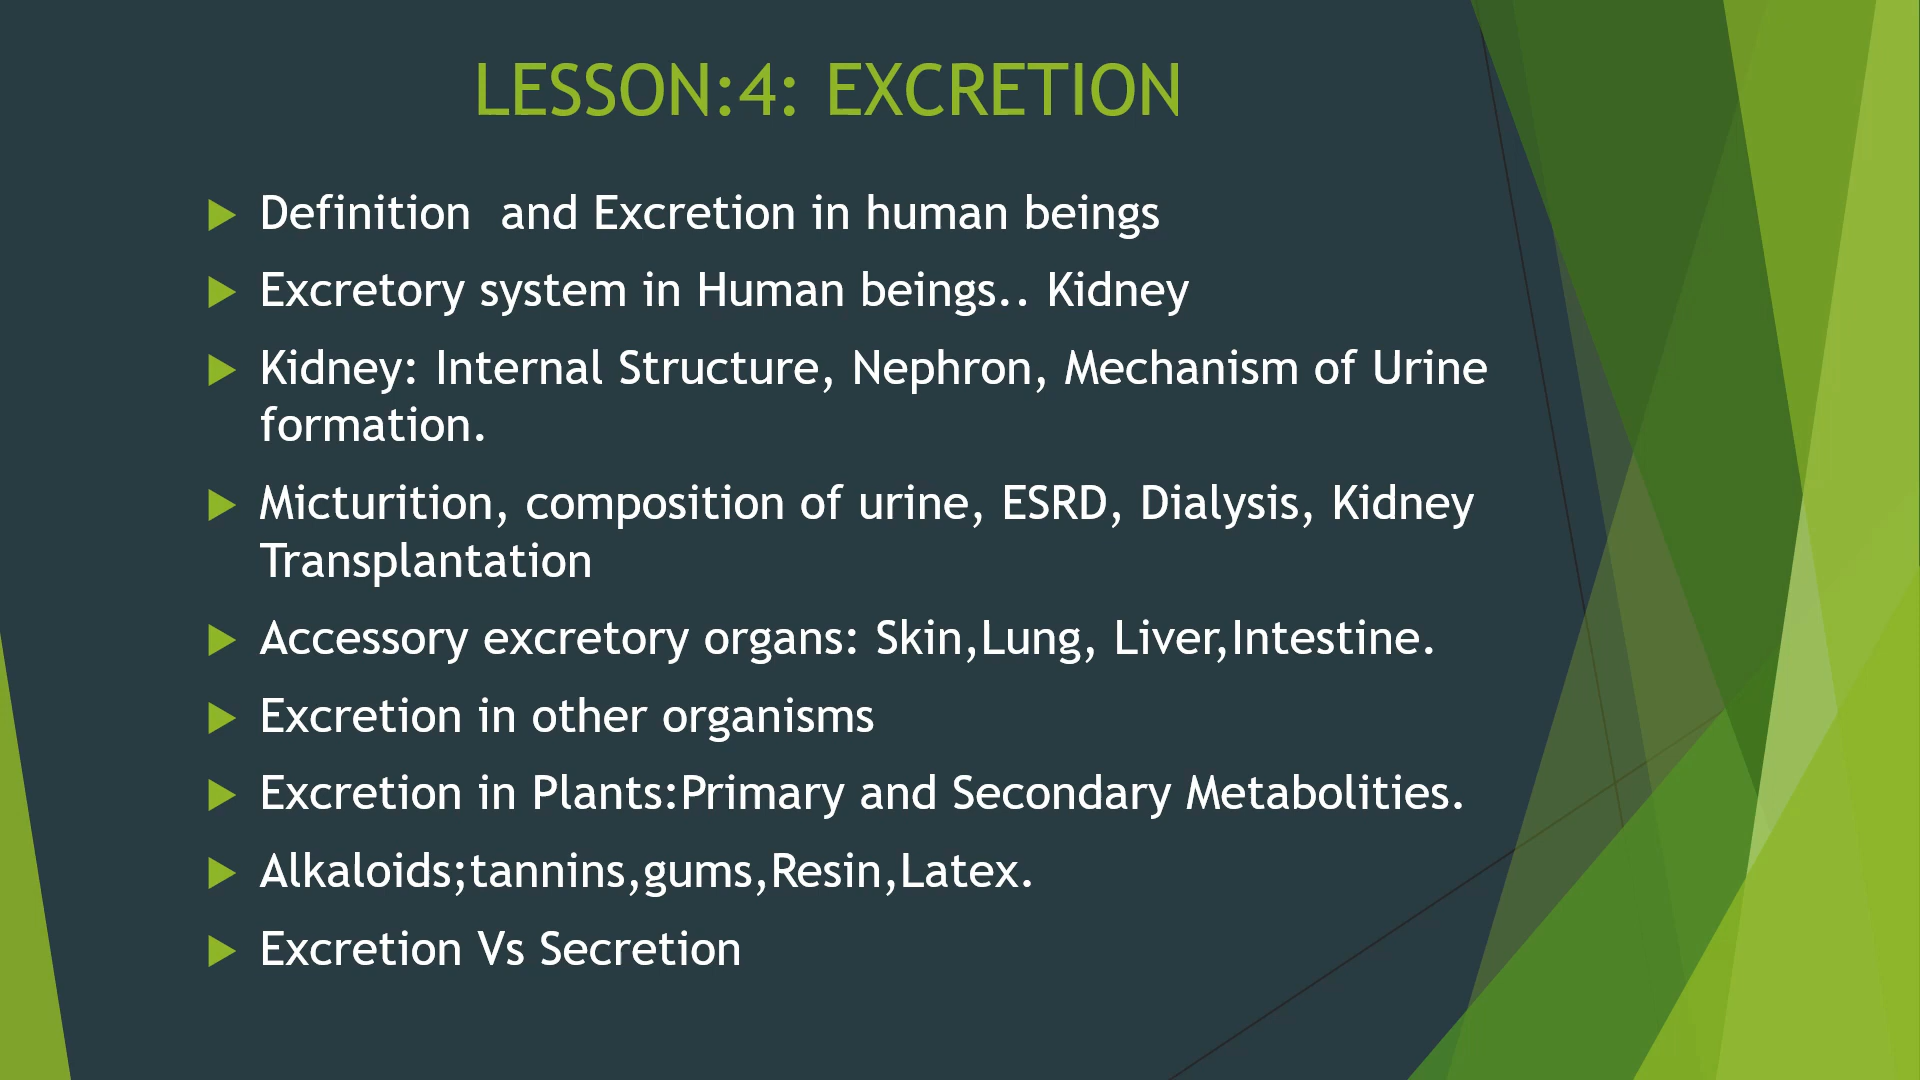 LESSON:4: EXCRETION
Definition  and Excretion in human beings
Excretory system in Human beings.. Kidney
Kidney: Internal Structure, Nephron, Mechanism of Urine
formation.
Micturition, composition of urine, ESRD, Dialysis, Kidney
Transplantation
Accessory excretory organs: Skin,Lung, Liver,Intestine.
Excretion in other organisms
Excretion in Plants:Primary and Secondary Metabolities.
Alkaloids;tannins,gums,Resin,Latex.
Excretion Vs Secretion